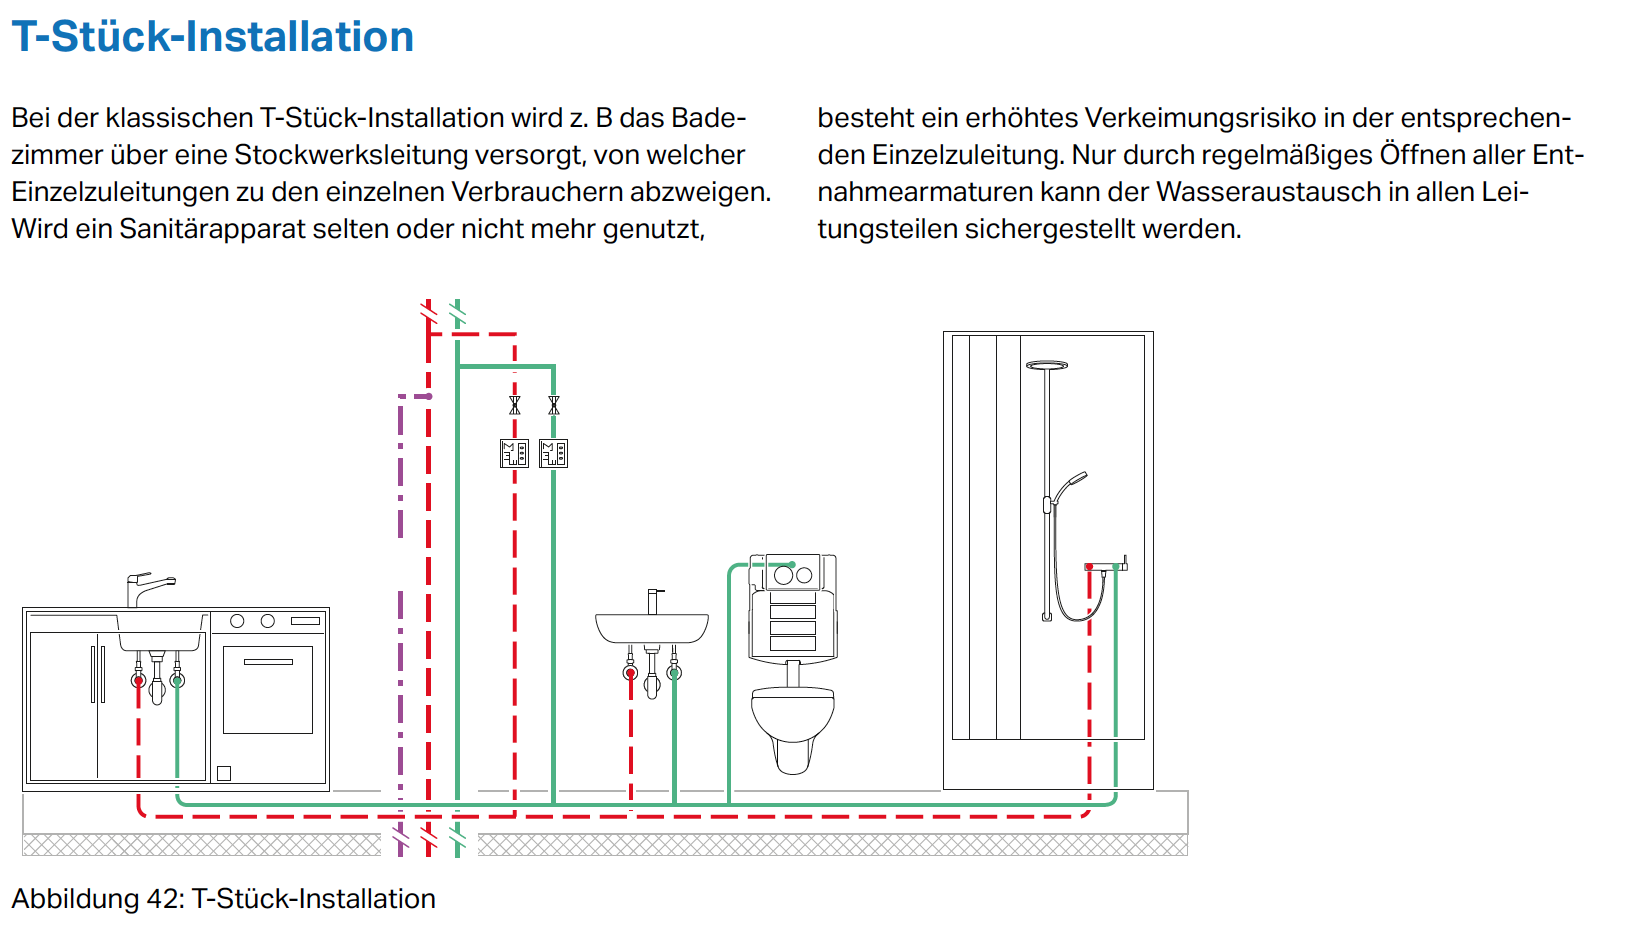 T-Stück-Installation
Bei der klassischen T-Stück-Installation wird z. B das Bade-
zimmer über eine Stockwerksleitung versorgt, von welcher
Einzelzuleitungen zu den einzelnen Verbrauchern abzweigen.
Wird ein Sanitärapparat selten oder nicht mehr genutzt,
besteht ein erhöhtes Verkeimungsrisiko in der entsprechen-
den Einzelzuleitung. Nur durch regelmäßiges Öffnen aller Ent-
nahmearmaturen kann der Wasseraustausch in allen Lei-
tungsteilen sichergestellt werden.
Abbildung 42: T-Stück-Installation